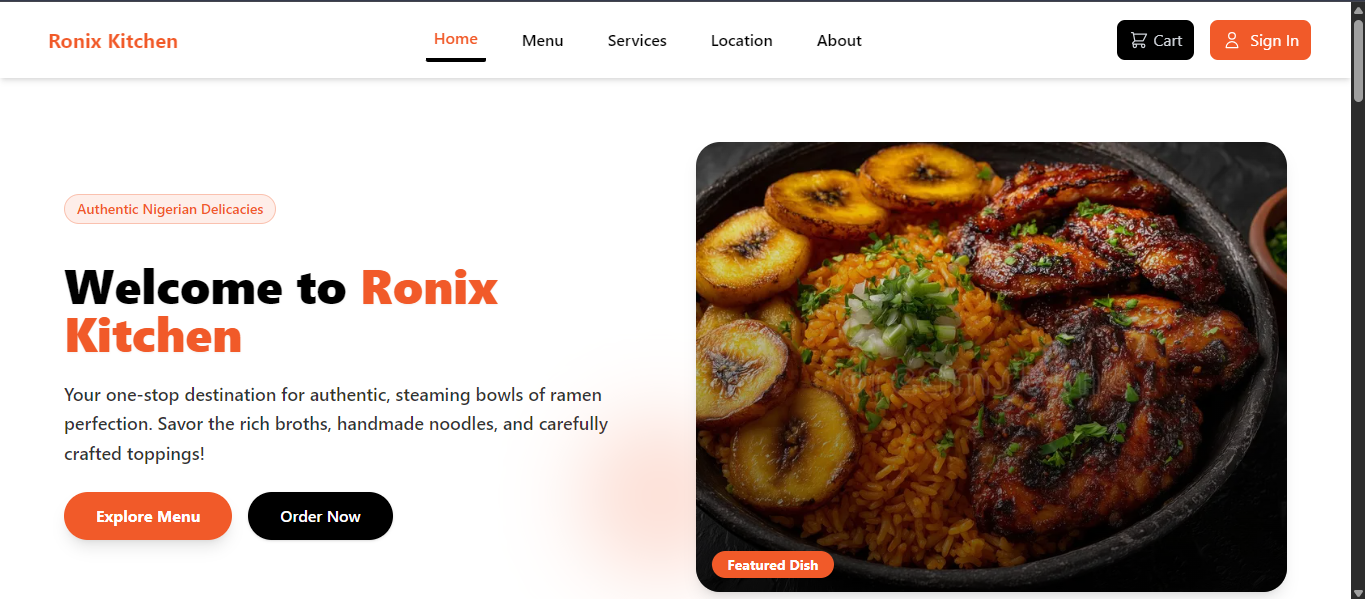 Ronix Kitchen
Home
Menu
Services
Location
About
Cart
Sign In
Authentic Nigerian Delicacies
Welcome to Ronix
Kitchen
Your one-stop destination for authentic, steaming bowls of ramen
perfection. Savor the rich broths, handmade noodles, and carefully
crafted toppings!
Explore Menu
Order Now
Featured Dish